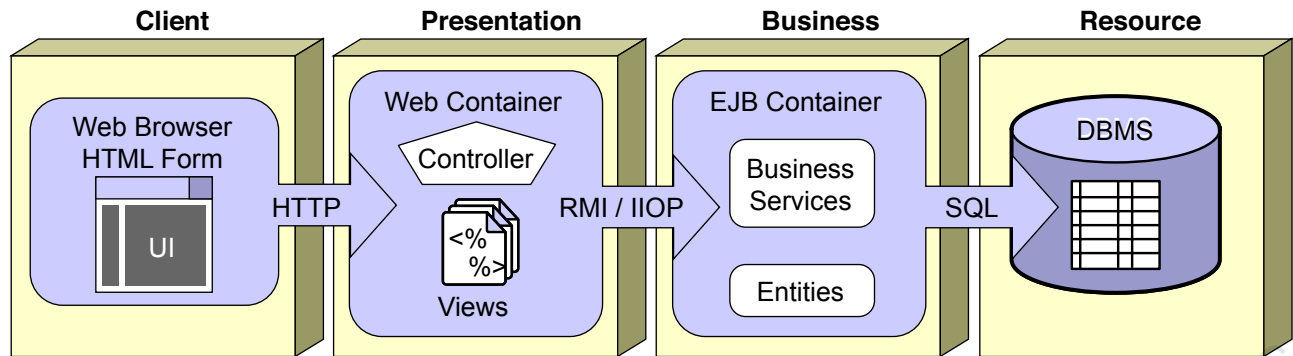 Client
Presentation
Business
Resource
Web Browser
HTML Form
UI
HTTP
Web Container
Controller
<%
%>
Views
RMI / IIOP
EJB Container
Business
Services
Entities
SQL
DBMS